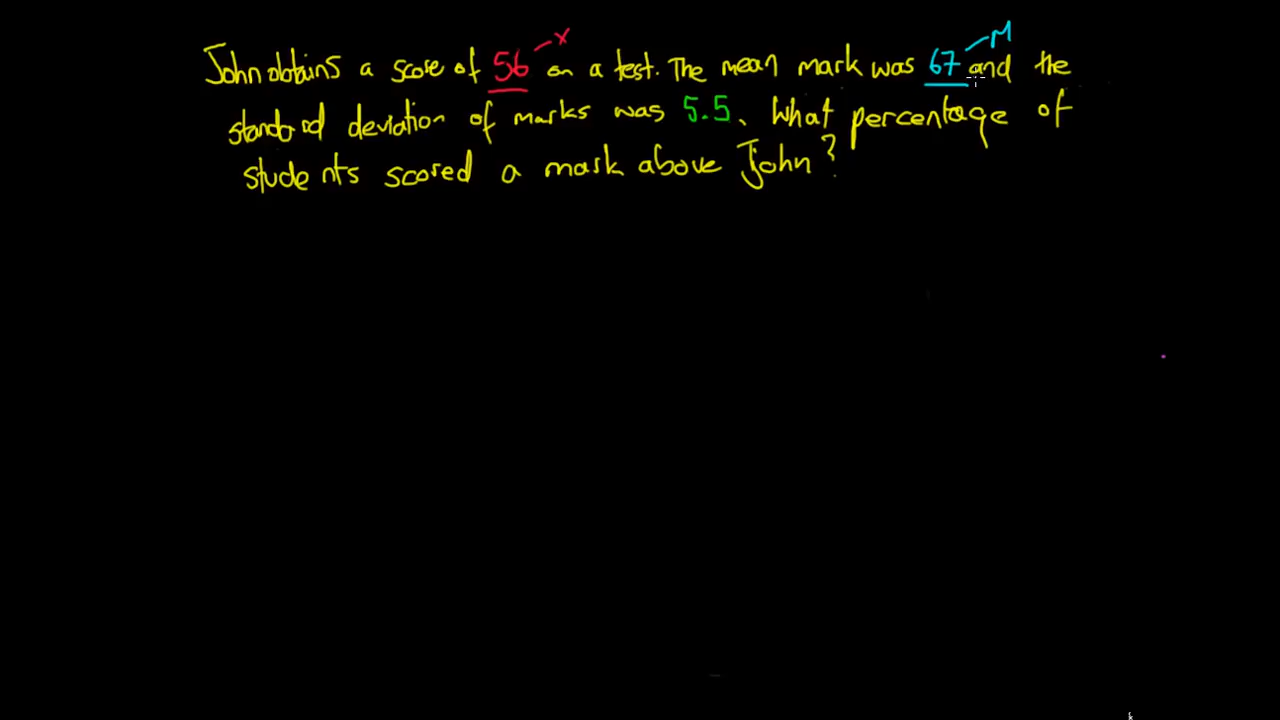 John obtains a score of 56 on a test. The mean mark was 67 and the
standard deviation of marks was 5.5. What percentage of
students scored a mark above John?
x
M